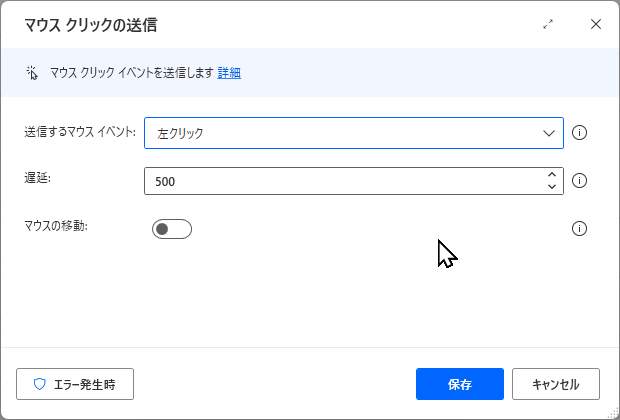 マウス クリックの送信
マウス クリック イベントを送信します 詳細
送信するマウス イベント: 左クリック
遅延: 500
マウスの移動:
エラー発生時 保存 キャンセル